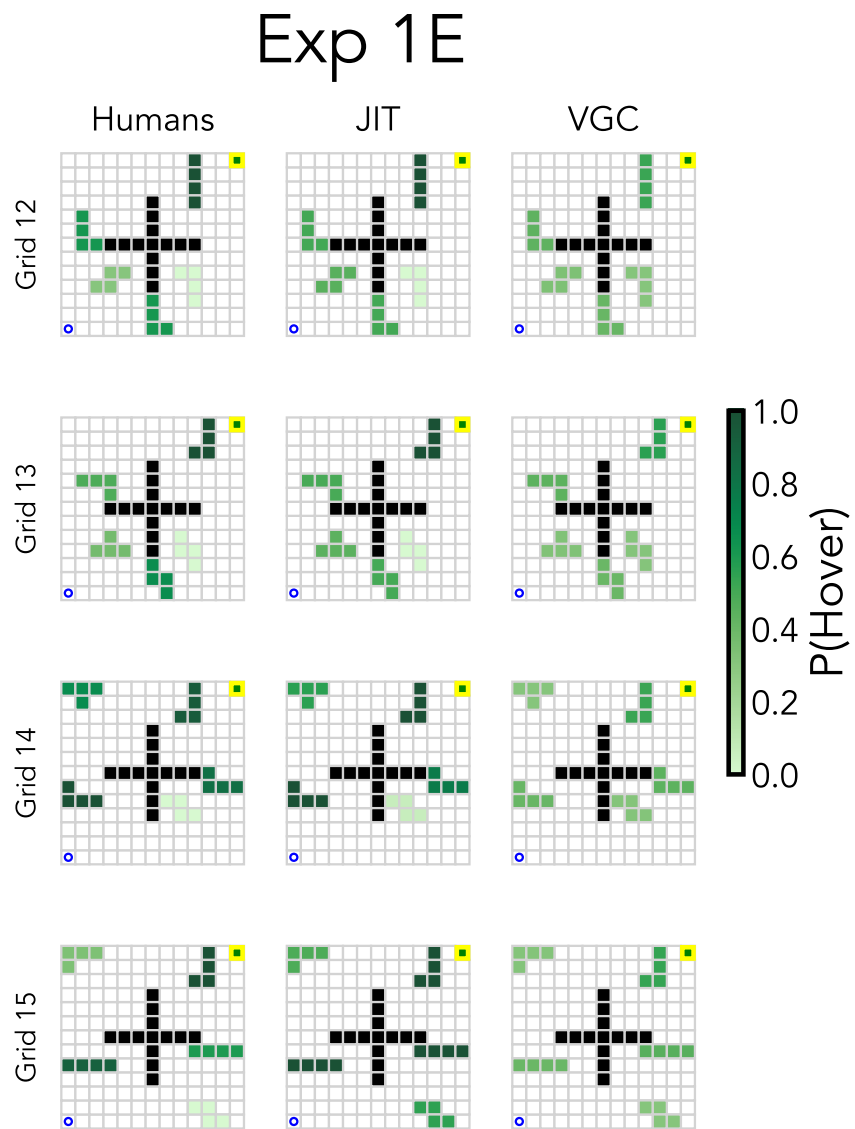 Exp 1E
Humans JIT VGC
Grid 12
Grid 13
Grid 14
Grid 15
1.0
0.8
0.6
0.4
0.2
0.0
P(Hover)